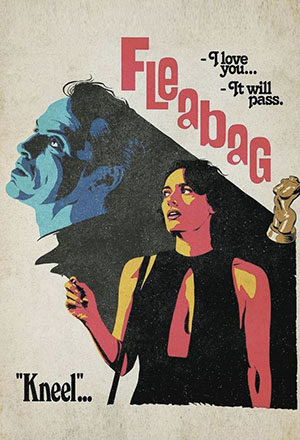 FLeabaG
- I love
you...
- It will
pass.
"Kneel"...